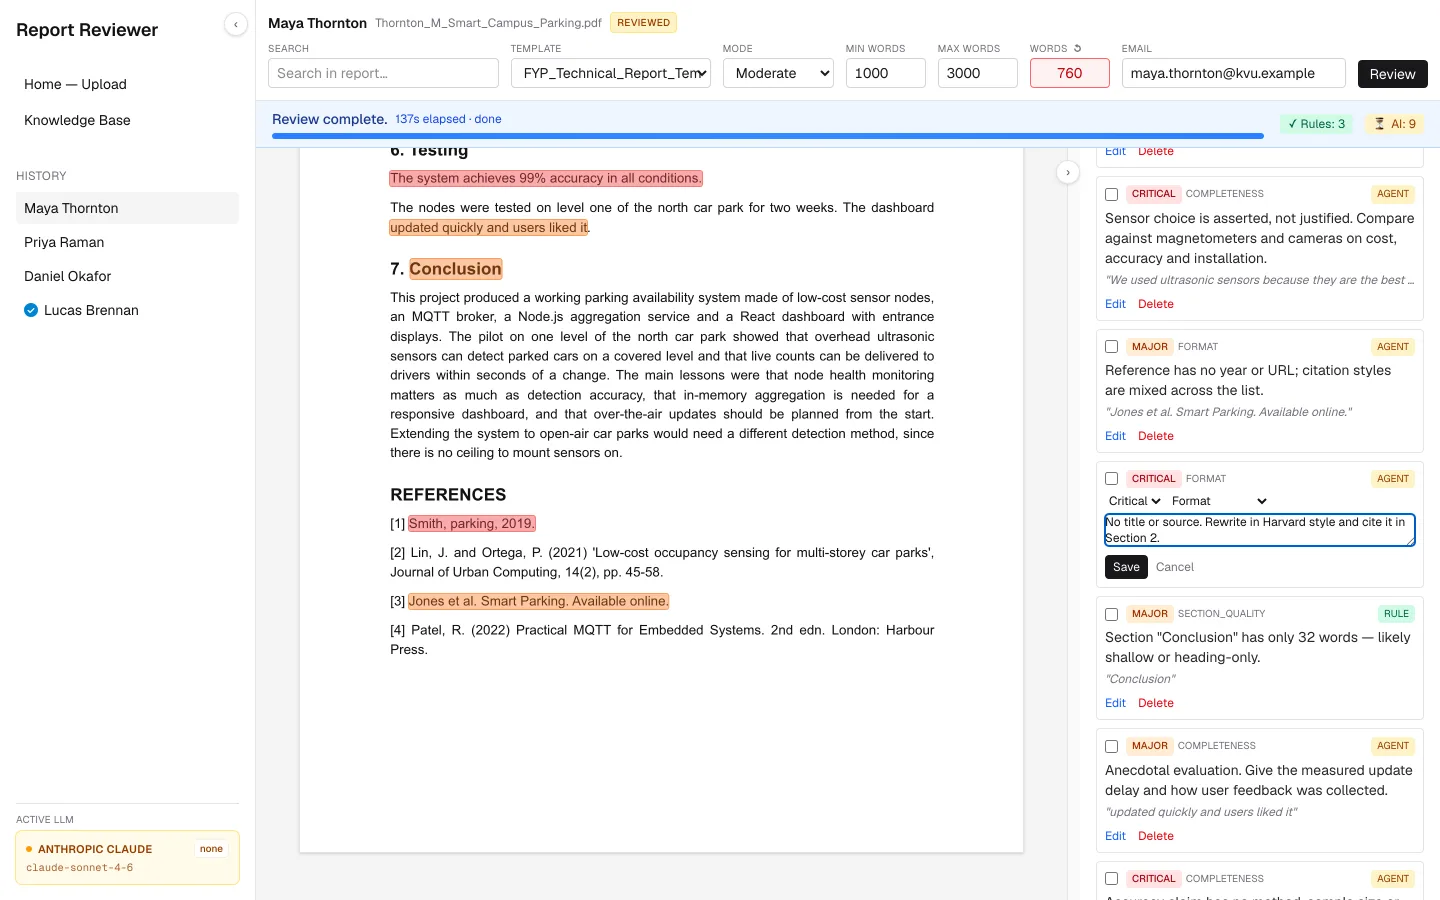 Report Reviewer
‹
Home — Upload
Knowledge Base
HISTORY
Maya Thornton
Priya Raman
Daniel Okafor
Lucas Brennan
ACTIVE LLM
ANTHROPIC CLAUDE
none
claude-sonnet-4-6
Maya Thornton Thornton_M_Smart_Campus_Parking.pdf REVIEWED
SEARCH
Search in report…
TEMPLATE
FYP_Technical_Report_Tem
MODE
Moderate
MIN WORDS
1000
MAX WORDS
3000
WORDS ↻
760
EMAIL
maya.thornton@kvu.example
Review
Review complete. 137s elapsed · done
✓ Rules: 3
⏳ AI: 9
6. Testing
The system achieves 99% accuracy in all conditions.
The nodes were tested on level one of the north car park for two weeks. The dashboard
updated quickly and users liked it.
7. Conclusion
This project produced a working parking availability system made of low-cost sensor nodes,
an MQTT broker, a Node.js aggregation service and a React dashboard with entrance
displays. The pilot on one level of the north car park showed that overhead ultrasonic
sensors can detect parked cars on a covered level and that live counts can be delivered to
drivers within seconds of a change. The main lessons were that node health monitoring
matters as much as detection accuracy, that in-memory aggregation is needed for a
responsive dashboard, and that over-the-air updates should be planned from the start.
Extending the system to open-air car parks would need a different detection method, since
there is no ceiling to mount sensors on.
REFERENCES
[1] Smith, parking, 2019.
[2] Lin, J. and Ortega, P. (2021) 'Low-cost occupancy sensing for multi-storey car parks',
Journal of Urban Computing, 14(2), pp. 45-58.
[3] Jones et al. Smart Parking. Available online.
[4] Patel, R. (2022) Practical MQTT for Embedded Systems. 2nd edn. London: Harbour
Press.
›
Edit Delete
CRITICAL COMPLETENESS AGENT
Sensor choice is asserted, not justified. Compare
against magnetometers and cameras on cost,
accuracy and installation.
"We used ultrasonic sensors because they are the best …
Edit Delete
MAJOR FORMAT AGENT
Reference has no year or URL; citation styles
are mixed across the list.
"Jones et al. Smart Parking. Available online."
Edit Delete
CRITICAL FORMAT AGENT
Critical Format
No title or source. Rewrite in Harvard style and cite it in
Section 2.
Save Cancel
MAJOR SECTION_QUALITY RULE
Section "Conclusion" has only 32 words — likely
shallow or heading-only.
"Conclusion"
Edit Delete
MAJOR COMPLETENESS AGENT
Anecdotal evaluation. Give the measured update
delay and how user feedback was collected.
"updated quickly and users liked it"
Edit Delete
CRITICAL COMPLETENESS AGENT